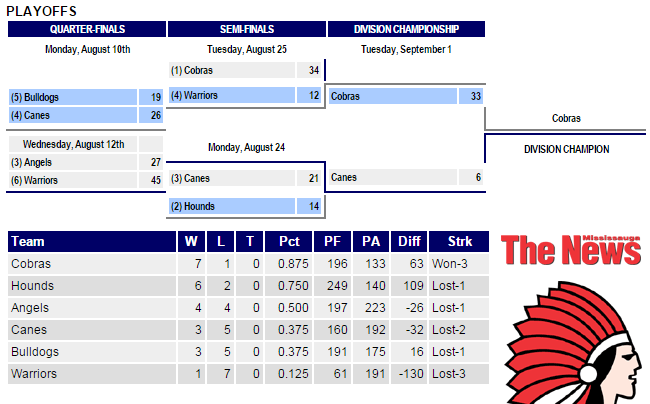 PLAYOFFS
QUARTER-FINALS SEMI-FINALS DIVISION CHAMPIONSHIP
Monday, August 10th Tuesday, August 25 Tuesday, September 1
(1) Cobras 34
(5) Bulldogs 19 (4) Warriors 12 Cobras 33
(4) Canes 26
Cobras
Wednesday, August 12th Monday, August 24 DIVISION CHAMPION
(3) Angels 27
(6) Warriors 45 (3) Canes 21 Canes 6
(2) Hounds 14
Team W L T Pct PF PA Diff Strk
Cobras 7 1 0 0.875 196 133 63 Won-3
Hounds 6 2 0 0.750 249 140 109 Lost-1
Angels 4 4 0 0.500 197 223 -26 Lost-1
Canes 3 5 0 0.375 160 192 -32 Lost-2
Bulldogs 3 5 0 0.375 191 175 16 Lost-1
Warriors 1 7 0 0.125 61 191 -130 Lost-3
Mississauga
The News